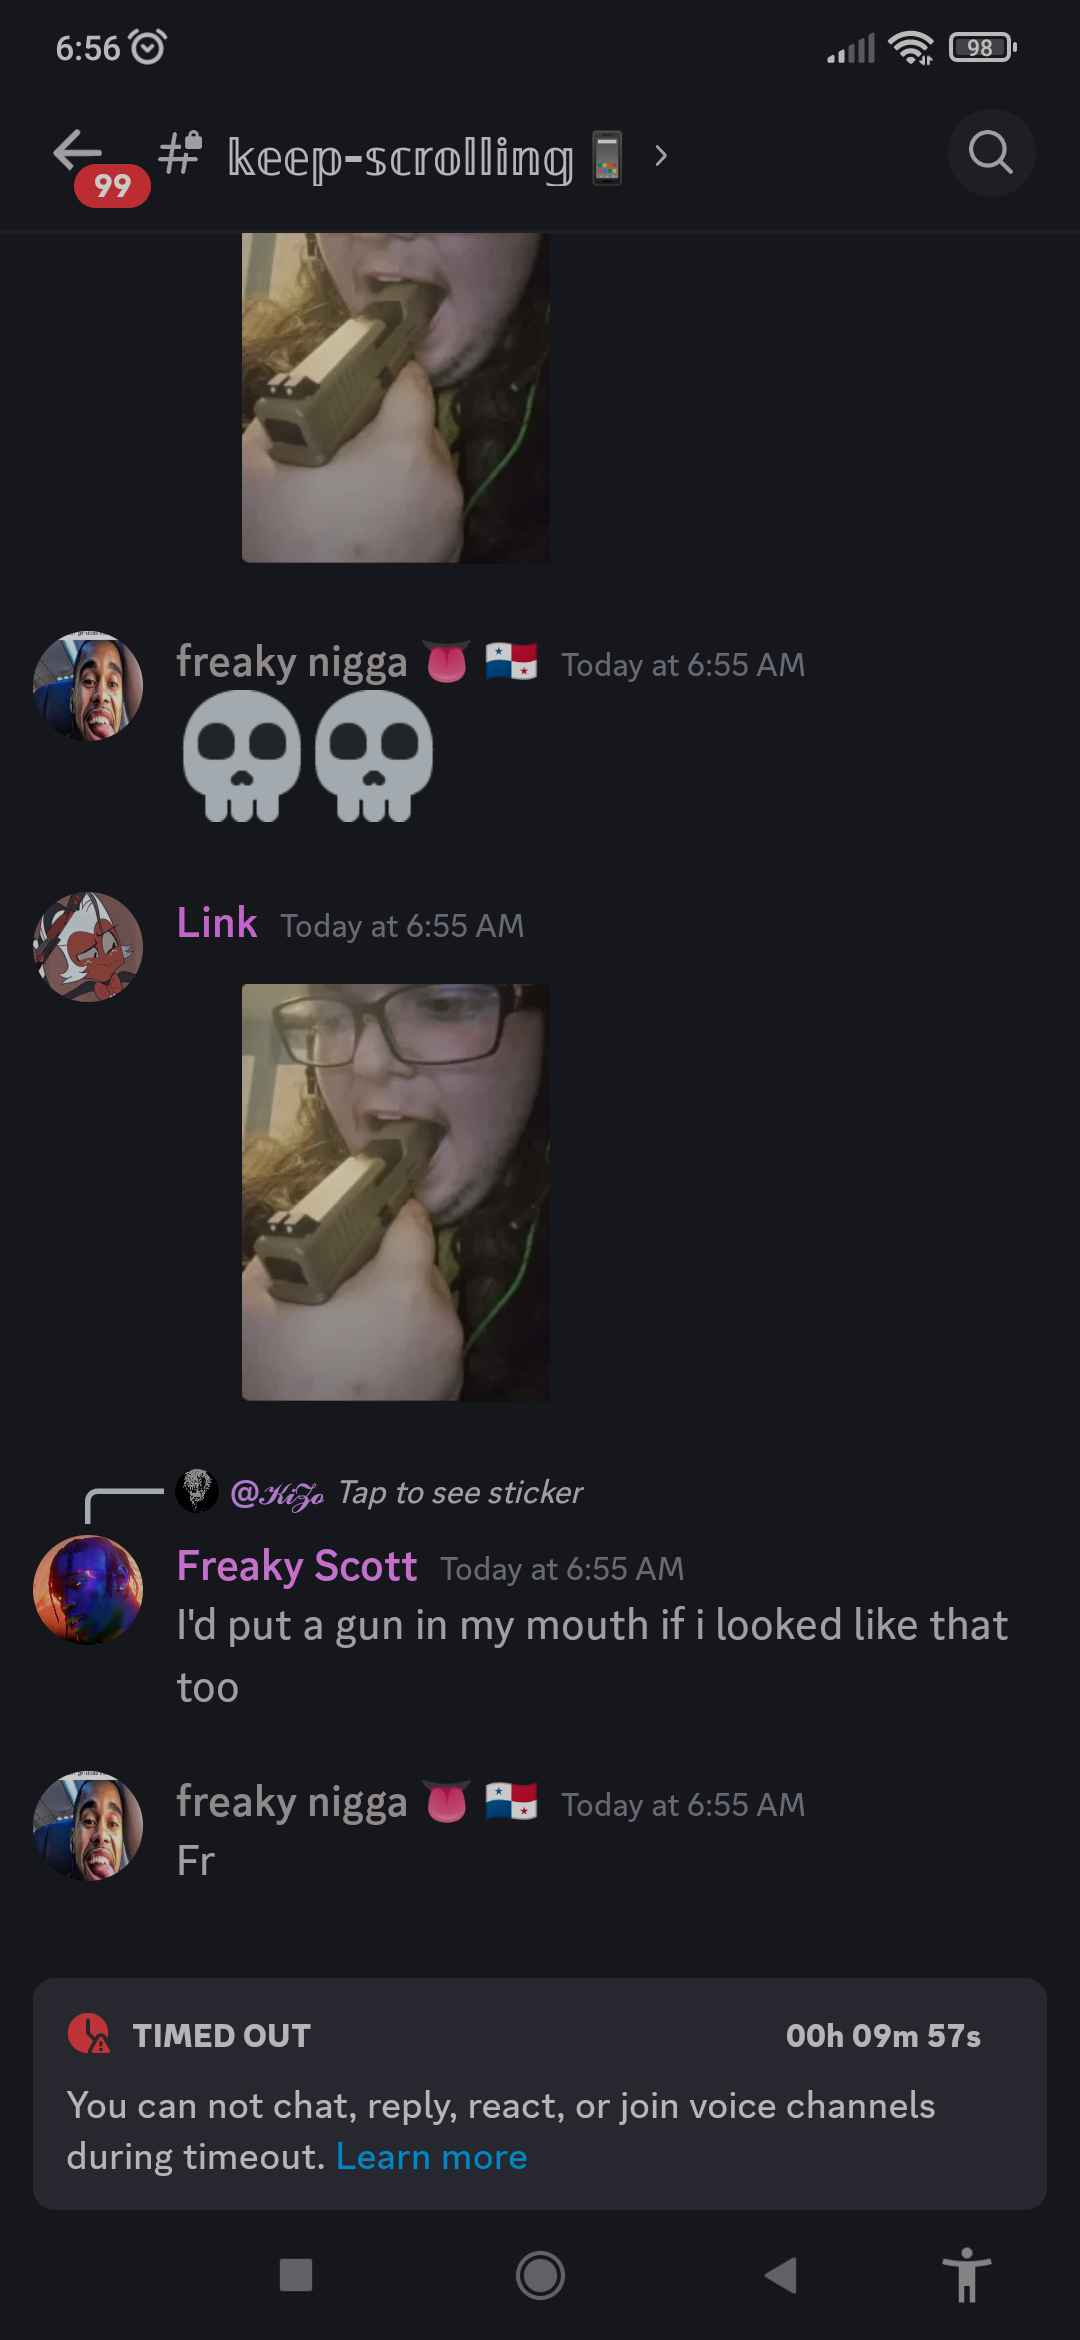 6:56
98
99
# keep-scrolling
freaky nigga 👅 🇵🇦 Today at 6:55 AM
💀💀
Link Today at 6:55 AM
@KiZo Tap to see sticker
Freaky Scott Today at 6:55 AM
I'd put a gun in my mouth if i looked like that
too
freaky nigga 👅 🇵🇦 Today at 6:55 AM
Fr
TIMED OUT 00h 09m 57s
You can not chat, reply, react, or join voice channels
during timeout. Learn more